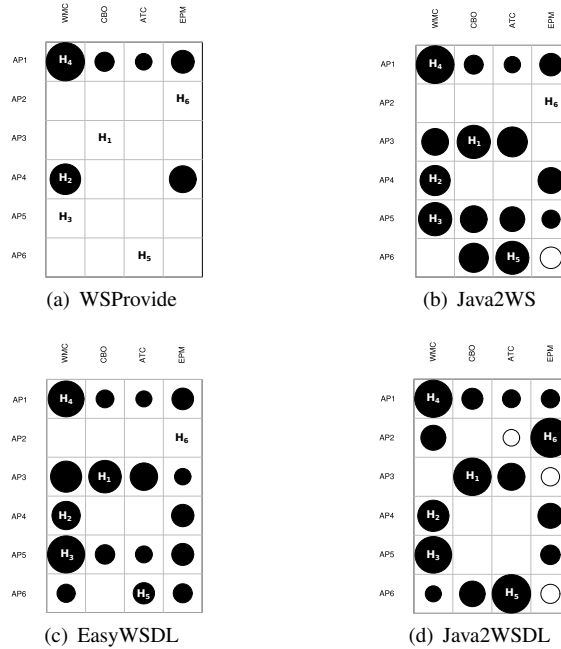 WMC CBO ATC EPM
AP1 H4
AP2 H6
AP3 H1
AP4 H2
AP5 H3
AP6 H5
(a) WSProvide
WMC CBO ATC EPM
AP1 H4
AP2 H6
AP3 H1
AP4 H2
AP5 H3
AP6 H5
(b) Java2WS
WMC CBO ATC EPM
AP1 H4
AP2 H6
AP3 H1
AP4 H2
AP5 H3
AP6 H5
(c) EasyWSDL
WMC CBO ATC EPM
AP1 H4
AP2 H6
AP3 H1
AP4 H2
AP5 H3
AP6 H5
(d) Java2WSDL